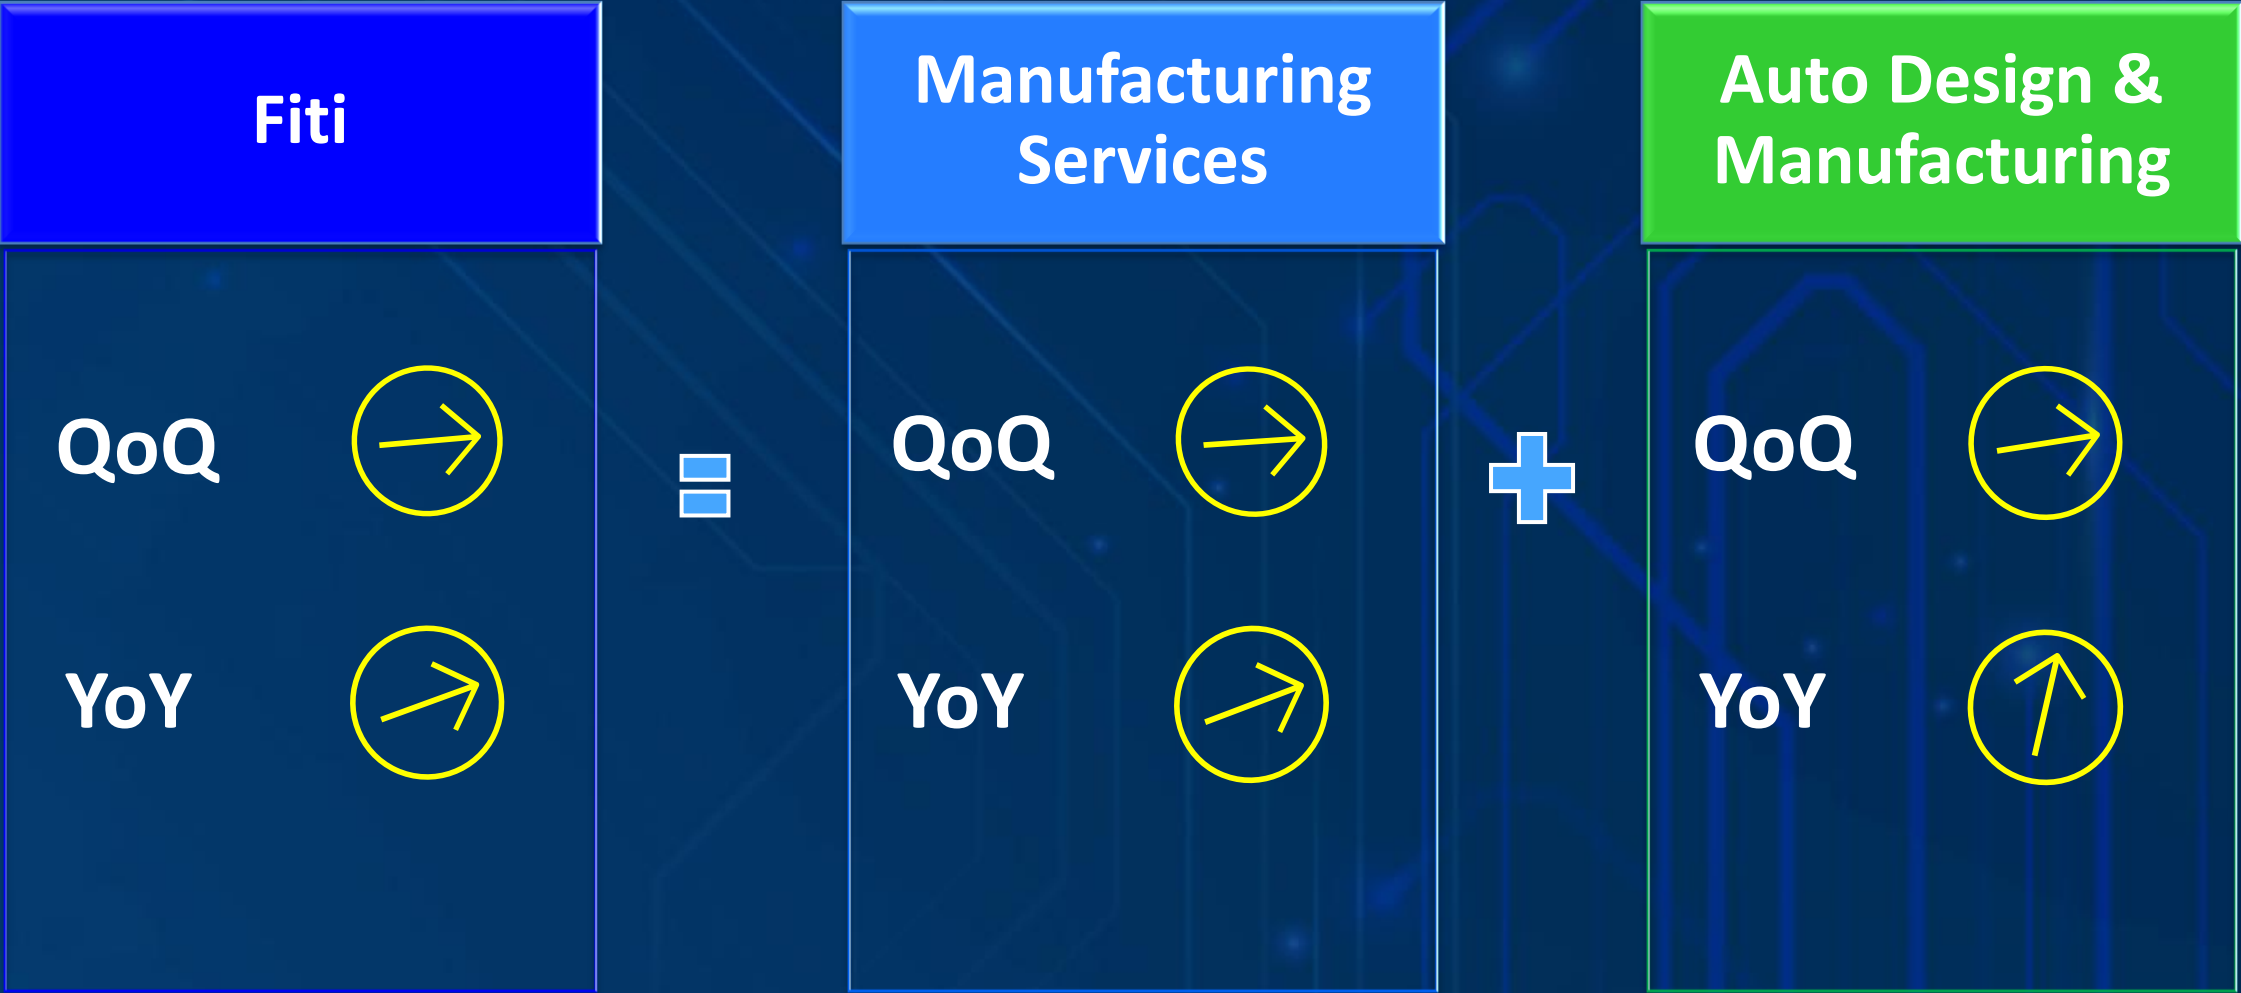 Fiti
QoQ
YoY
Manufacturing
Services
QoQ
YoY
Auto Design &
Manufacturing
QoQ
YoY